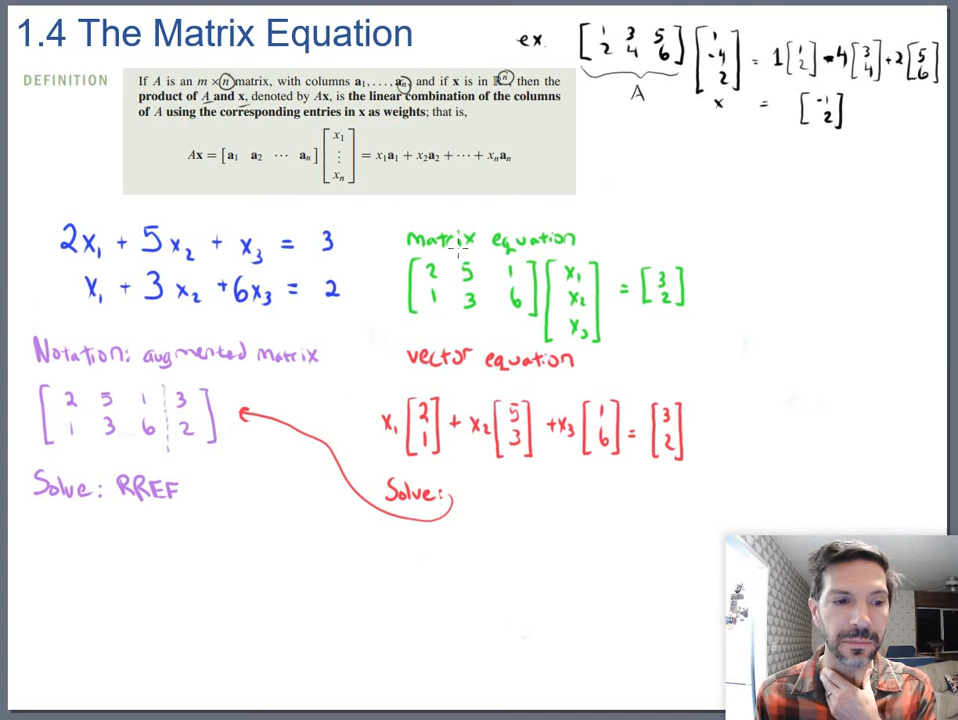 1.4 The Matrix Equation
DEFINITION
If A is an m × n matrix, with columns a₁, . . . , aₙ, and if x is in ℝⁿ, then the
product of A and x, denoted by Ax, is the linear combination of the columns
of A using the corresponding entries in x as weights; that is,
Ax = [a₁ a₂ ⋯ aₙ] [x₁ ⋮ xₙ] = x₁a₁ + x₂a₂ + ⋯ + xₙaₙ
ex. [1 3 5; 2 4 6] [1; -4; 2] = 1 [1; 2] - 4 [3; 4] + 2 [5; 6]
A x = [-1; 2]
2x₁ + 5x₂ + x₃ = 3
x₁ + 3x₂ + 6x₃ = 2
Notation: augmented matrix
[2 5 1 | 3; 1 3 6 | 2]
Solve: RREF
matrix equation
[2 5 1; 1 3 6] [x₁; x₂; x₃] = [3; 2]
vector equation
x₁ [2; 1] + x₂ [5; 3] + x₃ [1; 6] = [3; 2]
Solve: